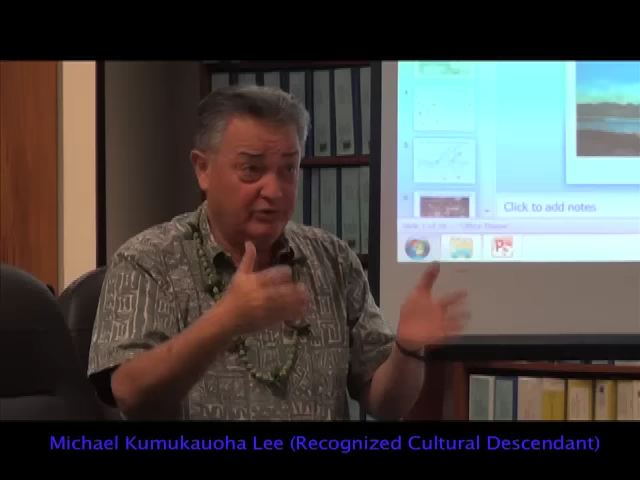 Click to add notes
Michael Kumukauoha Lee (Recognized Cultural Descendant)